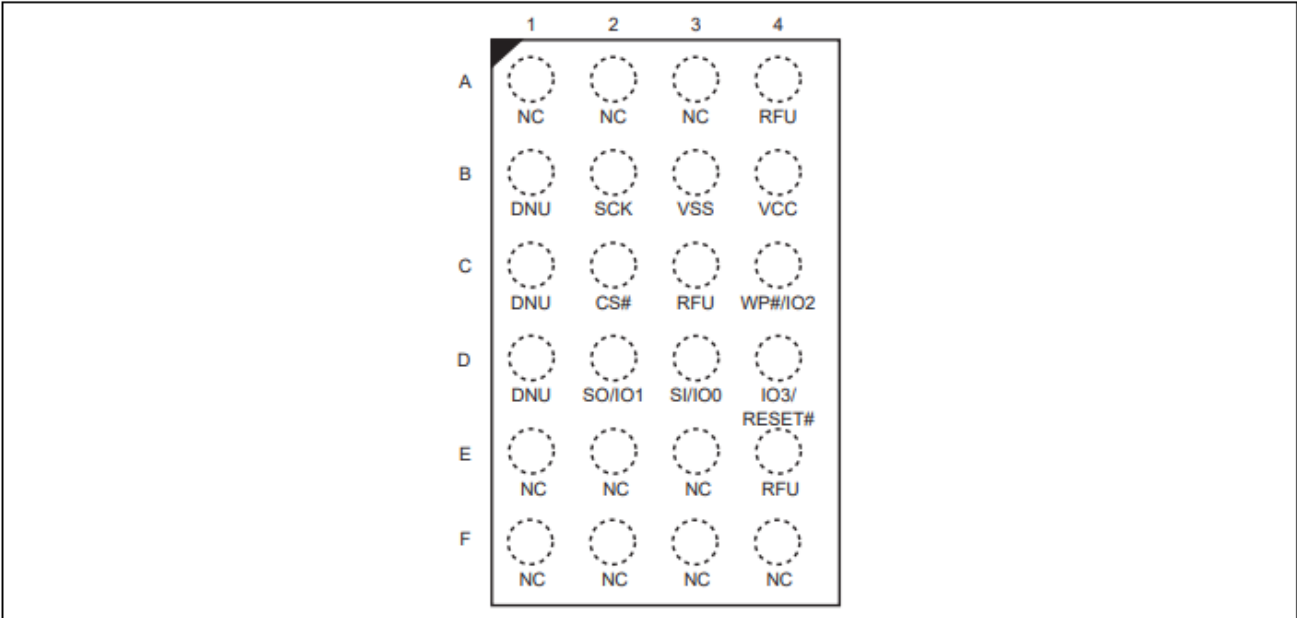 1 2 3 4
A
NC NC NC RFU
B
DNU SCK VSS VCC
C
DNU CS# RFU WP#/IO2
D
DNU SO/IO1 SI/IO0 IO3/
RESET#
E
NC NC NC RFU
F
NC NC NC NC